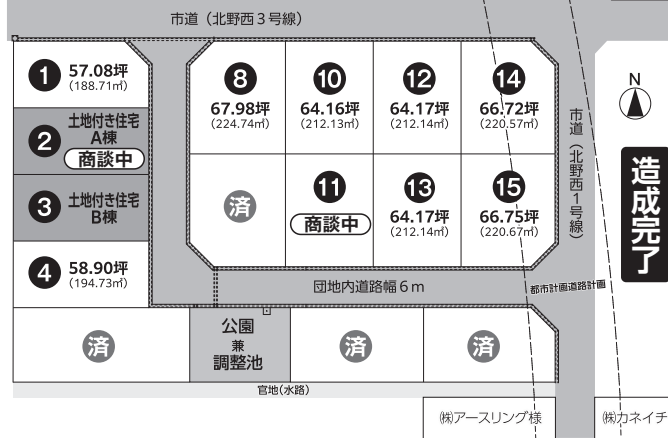 市道（北野西３号線）
1 57.08坪
（188.71㎡）
2 土地付き住宅
A棟
商談中
3 土地付き住宅
B棟
4 58.90坪
（194.73㎡）
8
67.98坪
（224.74㎡）
10
64.16坪
（212.13㎡）
12
64.17坪
（212.14㎡）
14
66.72坪
（220.57㎡）
済
11
商談中
13
64.17坪
（212.14㎡）
15
66.75坪
（220.67㎡）
市道（北野西１号線）
N
造成完了
団地内道路幅６ｍ
都市計画道路計画
済
公園
兼
調整池
済
済
官地（水路）
㈱アースリング様
㈱カネイチ